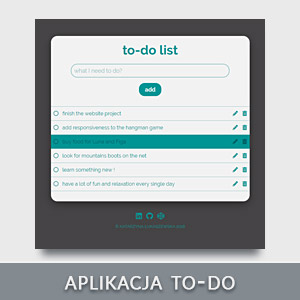 to-do list
what I need to do?
add
finish the website project
add responsiveness to the hangman game
look for mountains boots on the net
learn something new !
have a lot of fun and relaxation every single day
APLIKACJA TO-DO